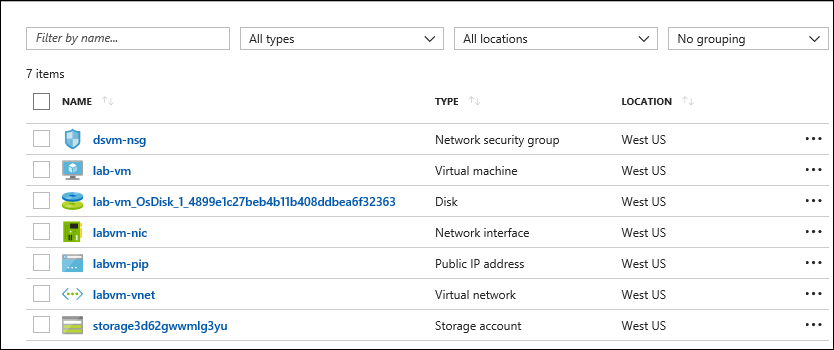 Filter by name... All types All locations No grouping
7 items
NAME TYPE LOCATION
dsvm-nsg Network security group West US
lab-vm Virtual machine West US
lab-vm_OsDisk_1_4899e1c27beb4b11b408ddbea6f32363 Disk West US
labvm-nic Network interface West US
labvm-pip Public IP address West US
labvm-vnet Virtual network West US
storage3d62gwwmlg3yu Storage account West US